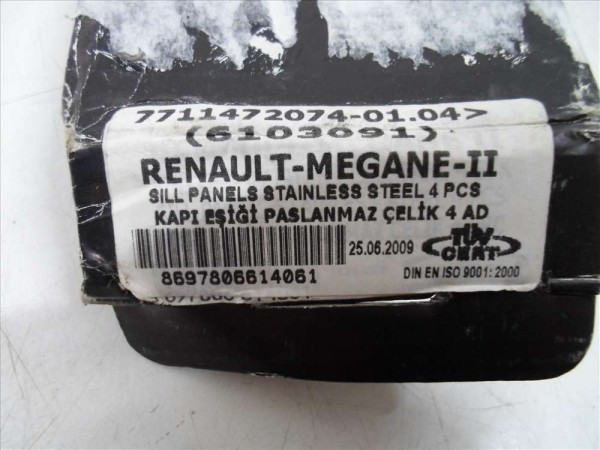 7711472074-01.04>
(6103091)
RENAULT-MEGANE-II
SILL PANELS STAINLESS STEEL 4 PCS
KAPI EŞİĞİ PASLANMAZ ÇELİK 4 AD
25.06.2009
TÜV
CERT
8697806614061
DIN EN ISO 9001: 2000